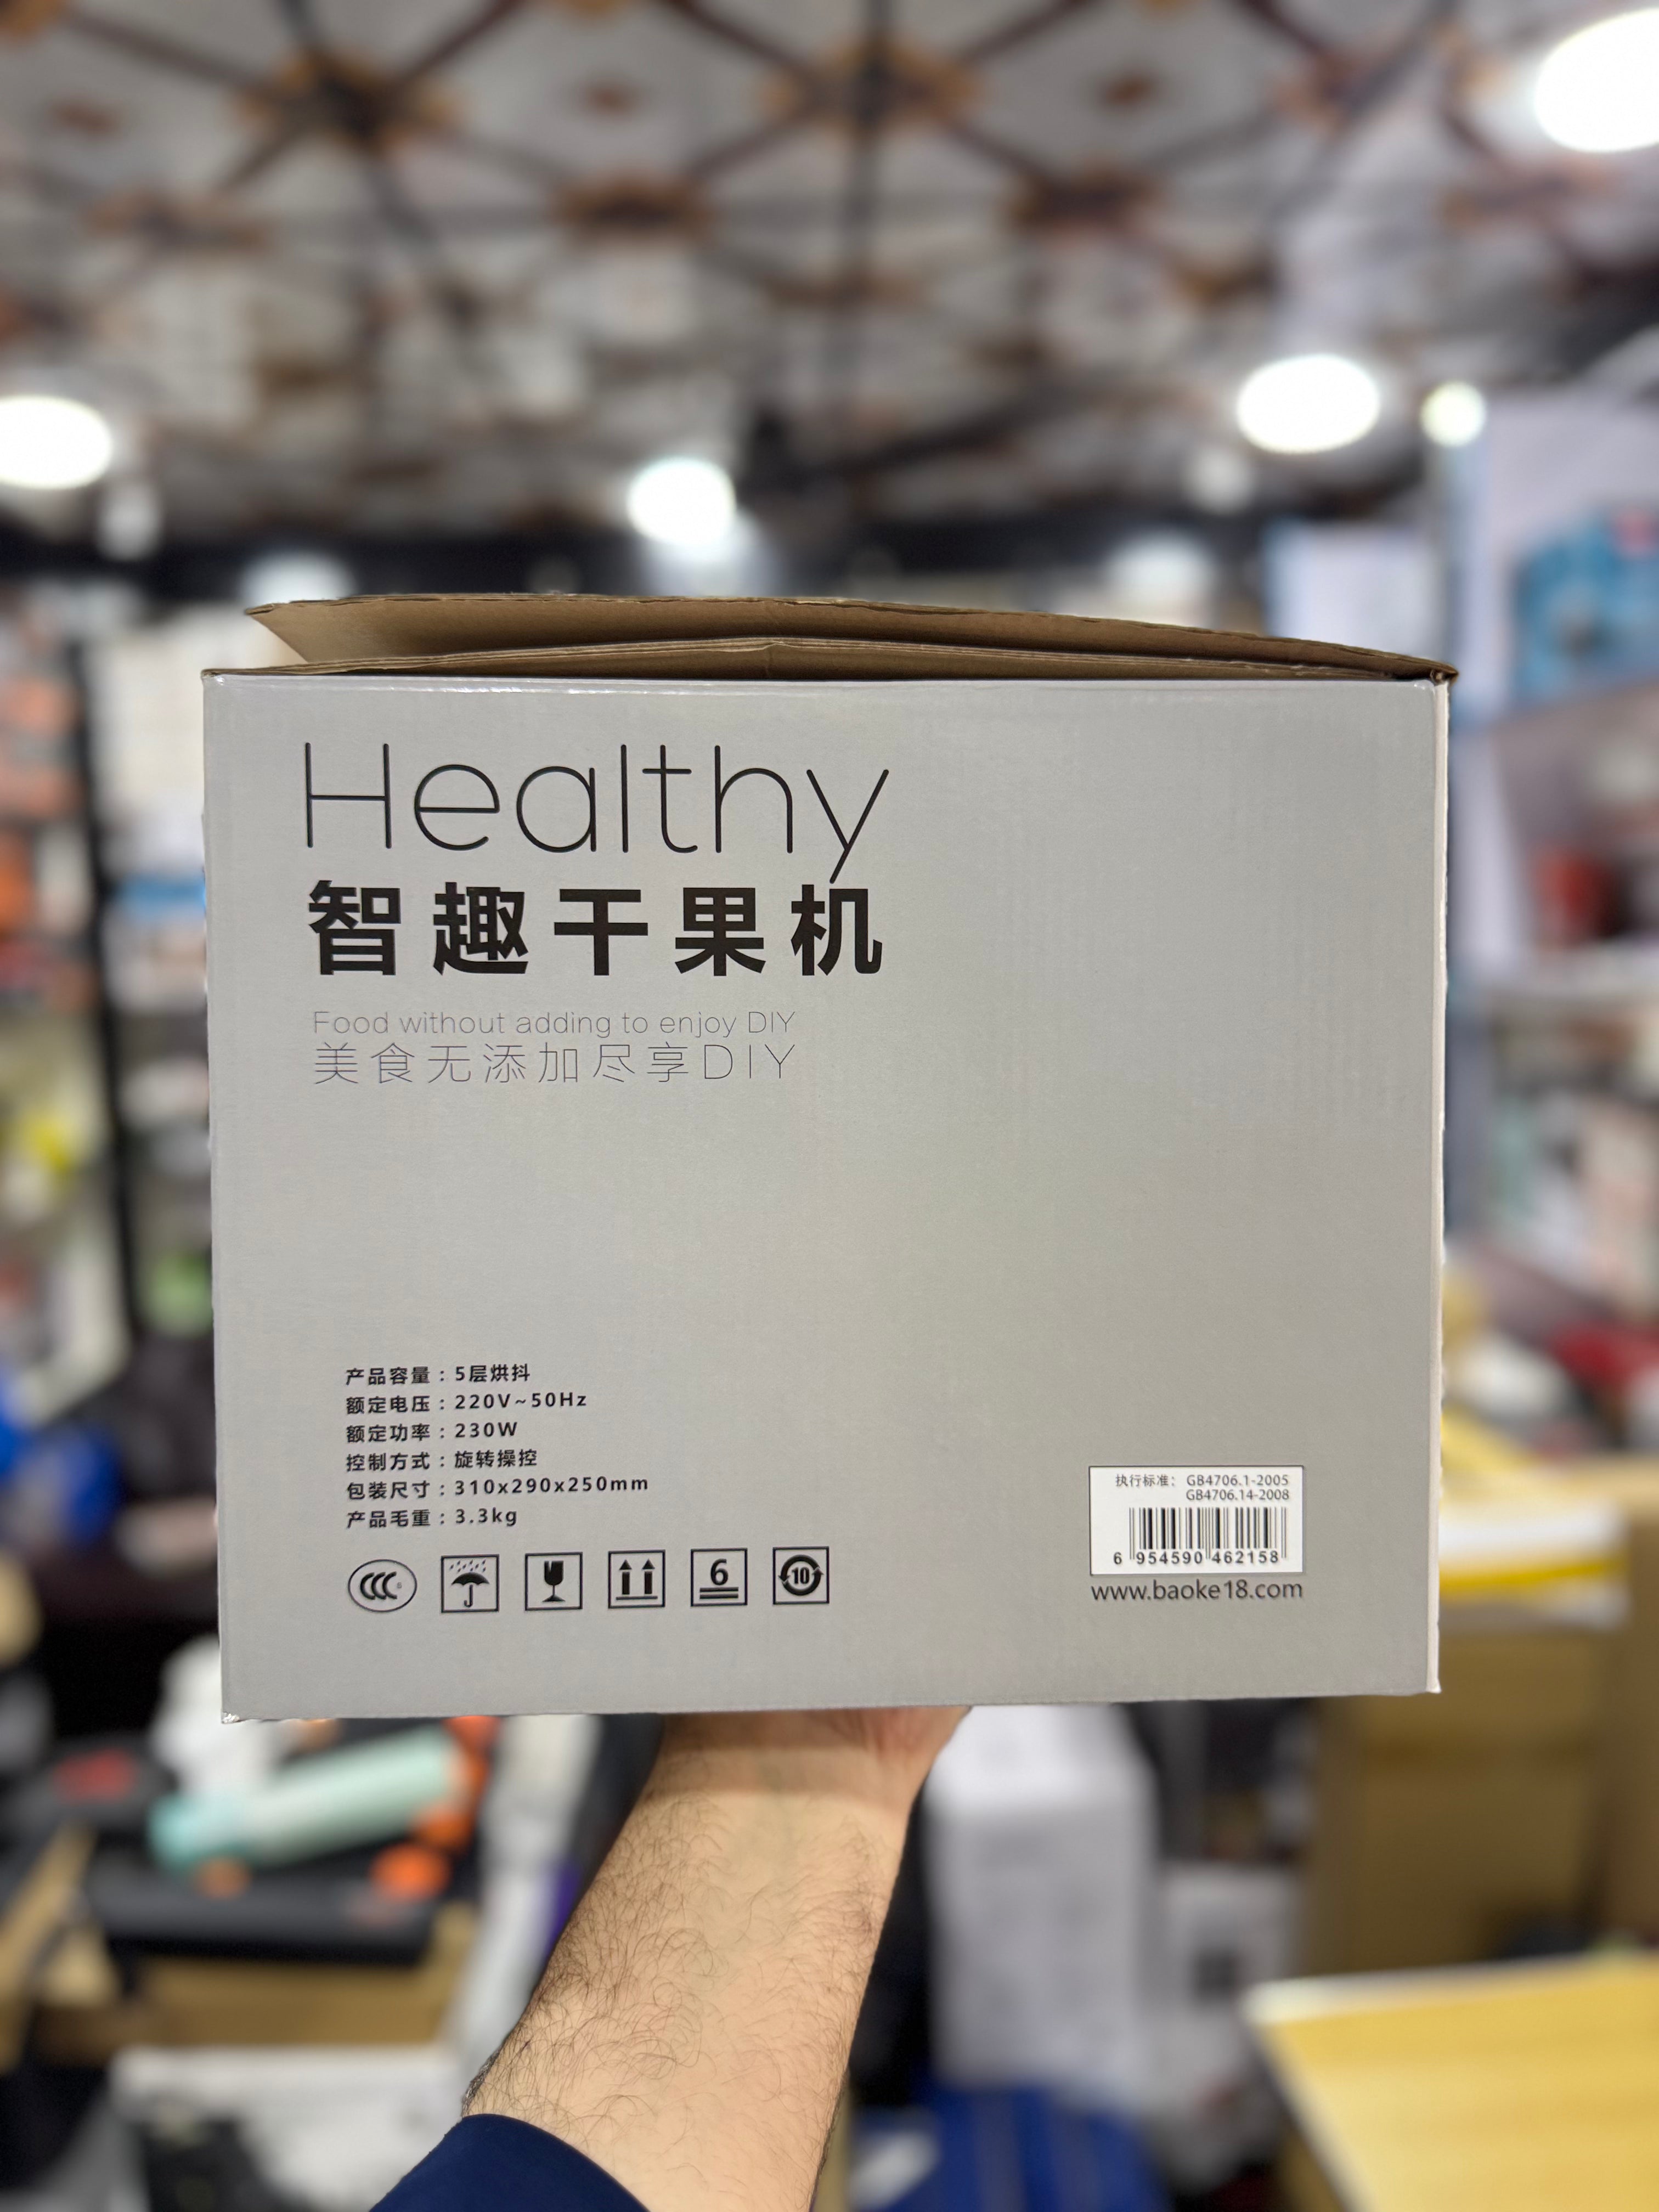 Healthy
智趣干果机
Food without adding to enjoy DIY
美食无添加尽享DIY
产品容量：5层烘抖
额定电压：220V~50Hz
额定功率：230W
控制方式：旋转操控
包装尺寸：310x290x250mm
产品毛重：3.3kg
CCC S
6
10
执行标准：GB4706.1-2005
GB4706.14-2008
6 954590 462158
www.baoke18.com